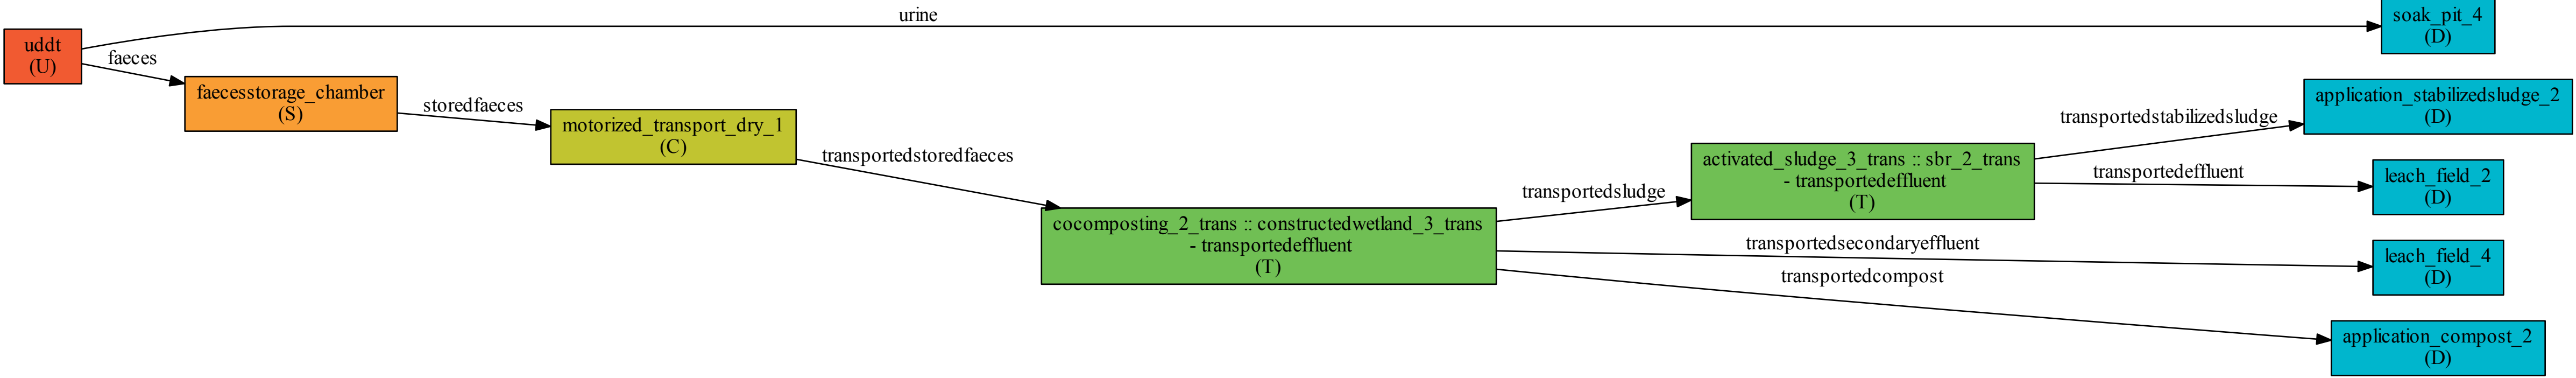 urine
soak_pit_4
(D)
uddt
(U)
faeces
faecesstorage_chamber
(S)
storedfaeces
motorized_transport_dry_1
(C)
transportedstoredfaeces
cocomposting_2_trans :: constructedwetland_3_trans
- transportedeffluent
(T)
transportedsludge
activated_sludge_3_trans :: sbr_2_trans
- transportedeffluent
(T)
transportedstabilizedsludge
application_stabilizedsludge_2
(D)
transportedeffluent
leach_field_2
(D)
transportedsecondaryeffluent
leach_field_4
(D)
transportedcompost
application_compost_2
(D)